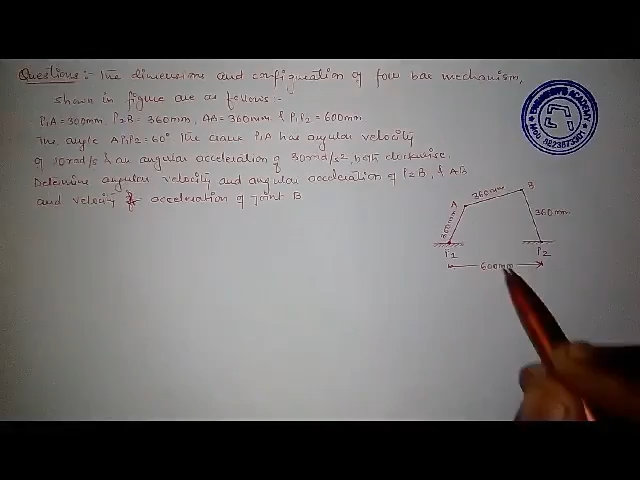 Questions:- The dimensions and configuration of four bar mechanism,
shown in figure are as follows:-
P1A = 300mm, P2B = 360mm, AB = 360mm & P1P2 = 600mm.
The angle AP1P2 = 60° The crank P1A has angular velocity
of 10rad/s & an angular acceleration of 30rad/s², both clockwise.
Determine angular velocity and angular acceleration of P2B, & AB
and velocity & acceleration of joint B
ENGINEER'S ACADEMY
A
360mm
B
360mm
P1
P2
600mm